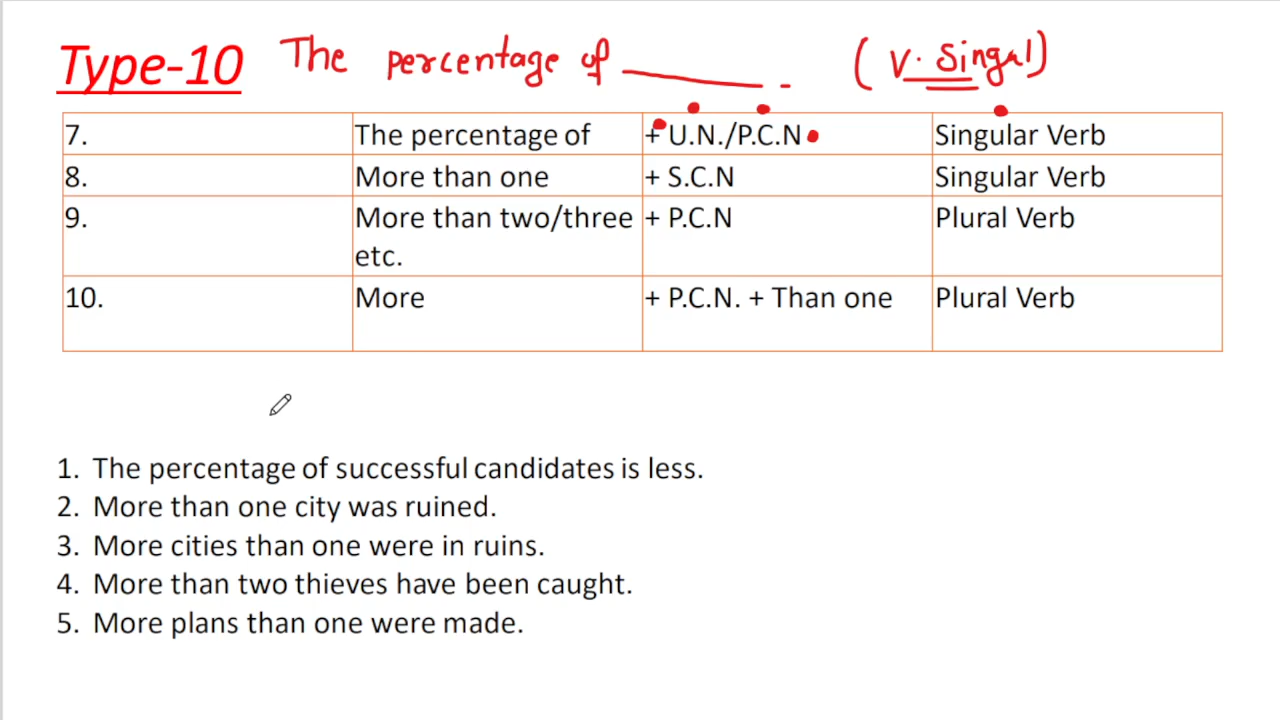 Type-10 The percentage of ______. (V. Singal)
7. The percentage of + U.N./P.C.N Singular Verb
8. More than one + S.C.N Singular Verb
9. More than two/three + P.C.N Plural Verb
etc.
10. More + P.C.N. + Than one Plural Verb
1. The percentage of successful candidates is less.
2. More than one city was ruined.
3. More cities than one were in ruins.
4. More than two thieves have been caught.
5. More plans than one were made.